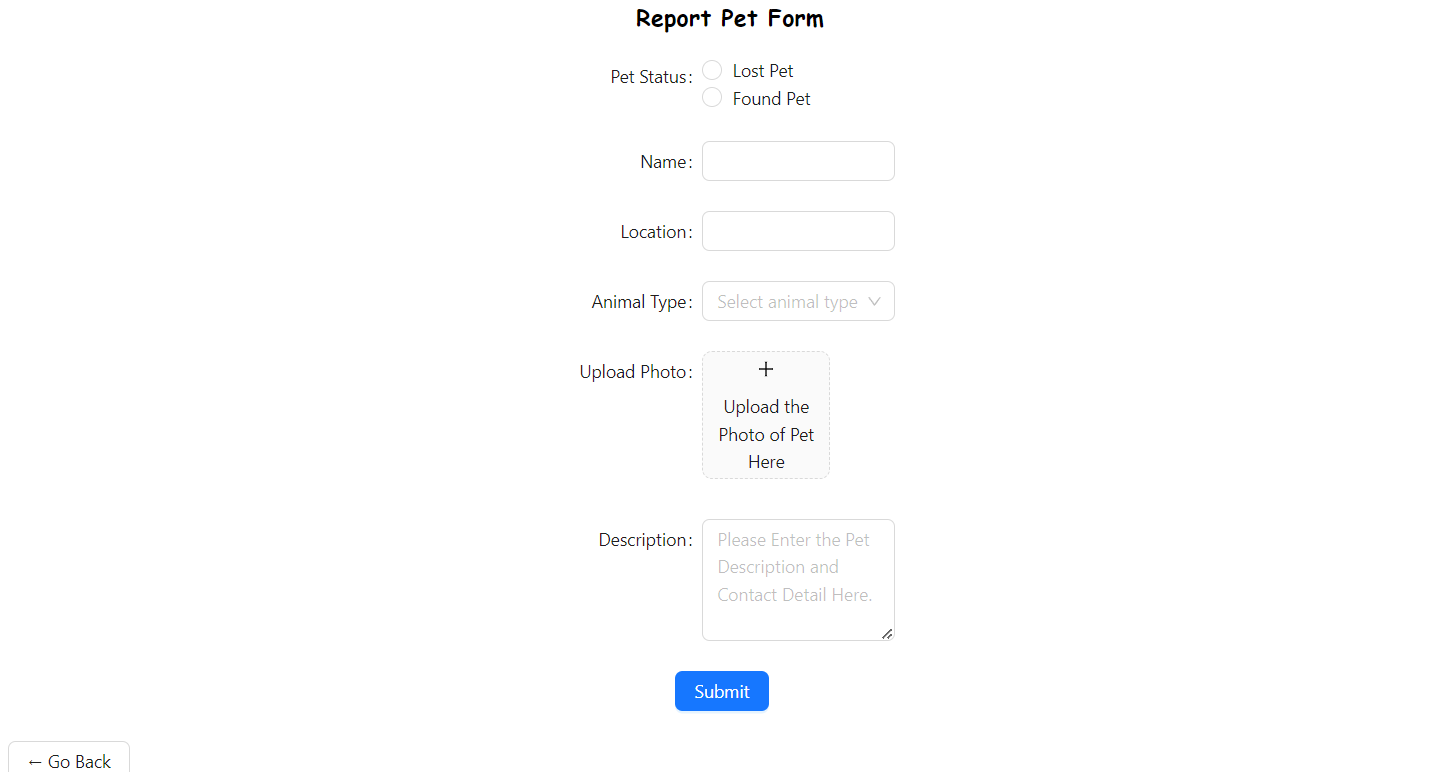 Report Pet Form
Pet Status: Lost Pet
Found Pet
Name:
Location:
Animal Type: Select animal type
Upload Photo:
Upload the
Photo of Pet
Here
Description: Please Enter the Pet
Description and
Contact Detail Here.
Submit
← Go Back